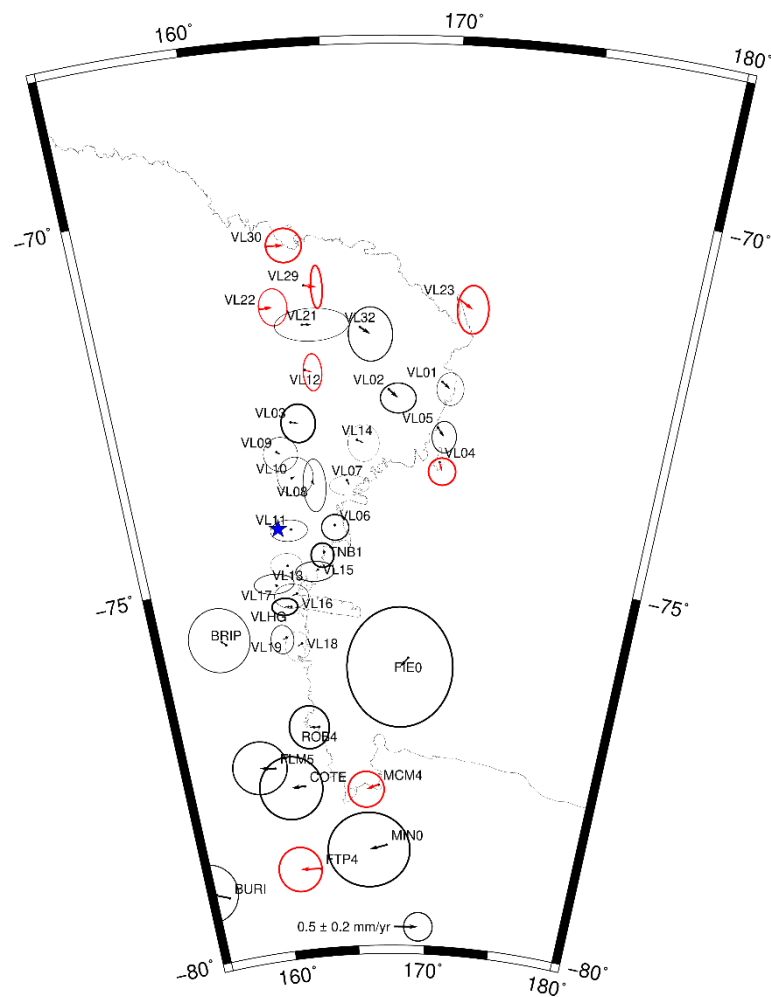 160˚
170˚
180˚
−70˚
−70˚
VL30
VL29
VL22
VL21
VL32
VL23
VL12
VL02
VL01
VL03
VL05
VL14
VL09
VL04
VL10
VL07
VL08
VL11
VL06
TNB1
VL13
VL15
VL17
VL16
VLHG
−75˚
−75˚
BRIP
VL19
VL18
PIE0
ROB4
FLM5
COTE
MCM4
MIN0
FTP4
BURI
0.5 ± 0.2 mm/yr
−80˚
160˚
170˚
180˚
−80˚